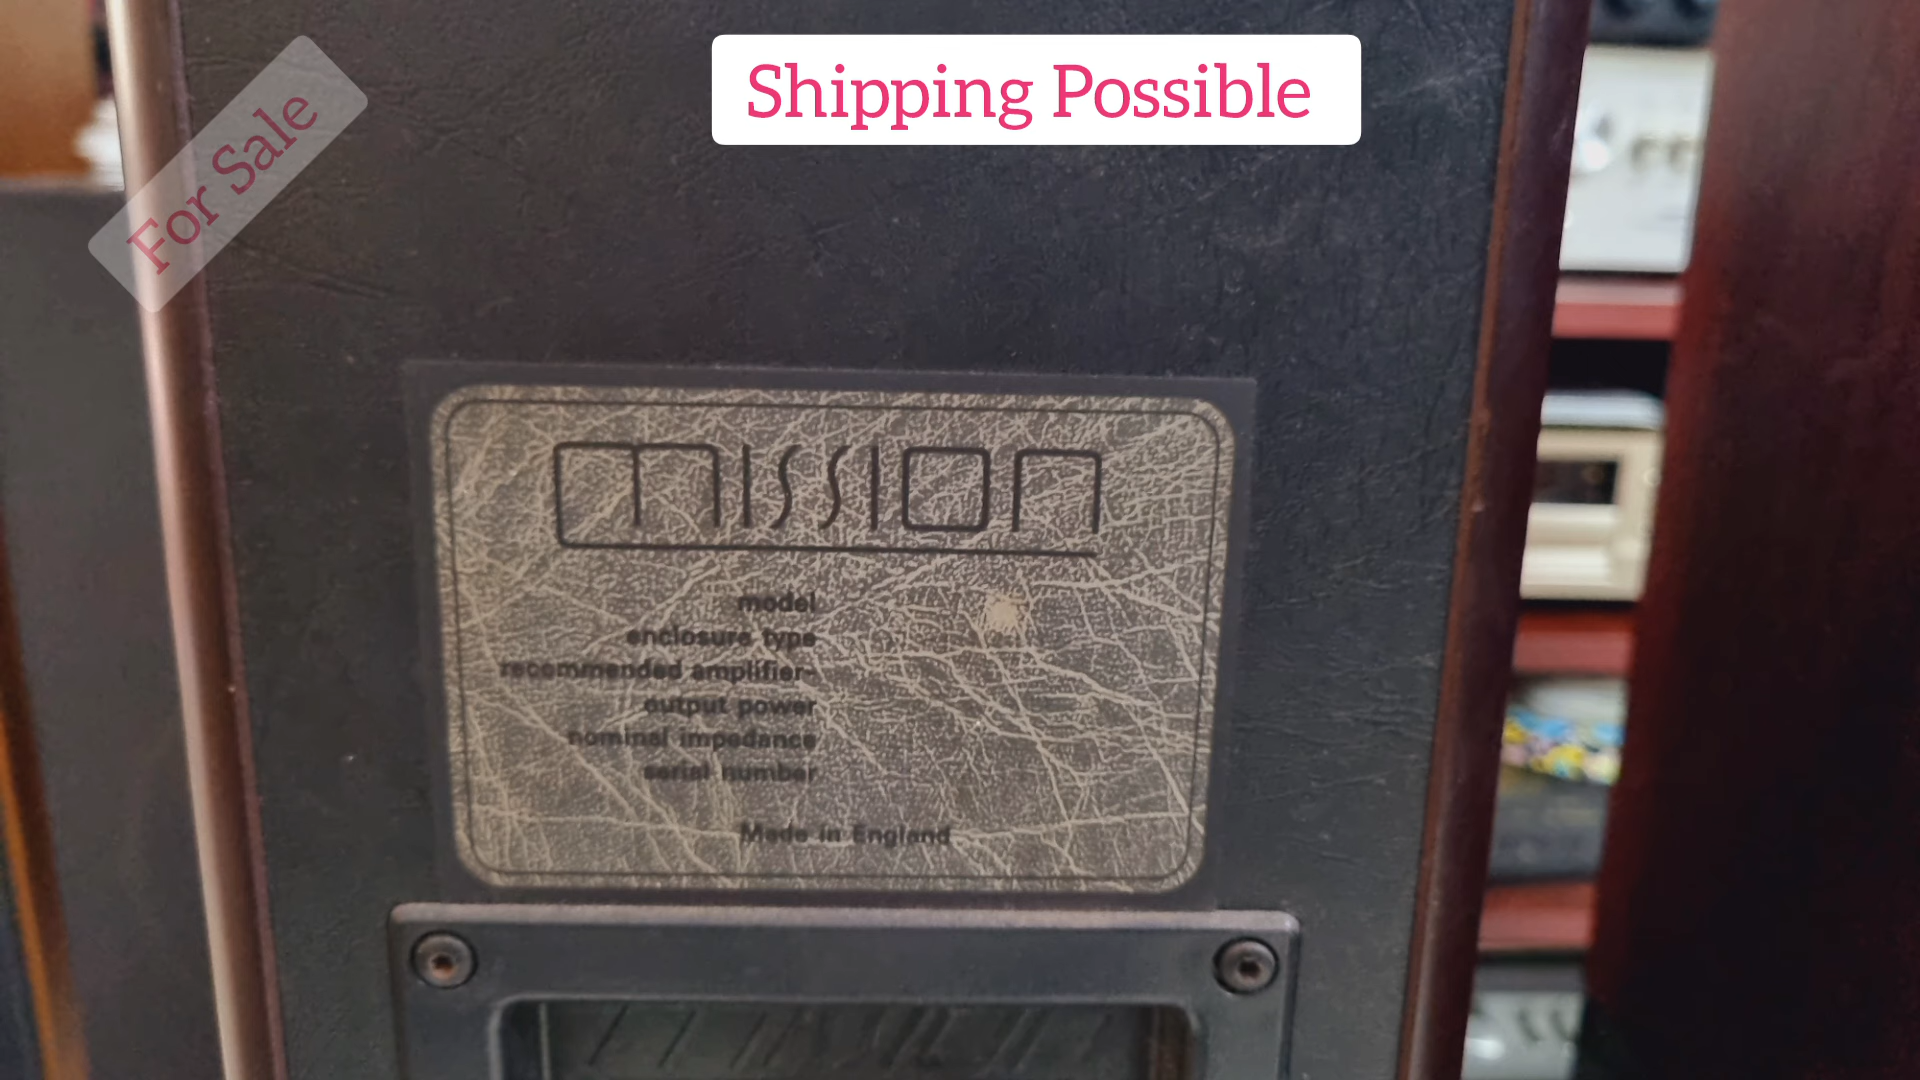 Shipping Possible
For Sale
mission
model
enclosure type
recommended amplifier-
output power
nominal impedance
serial number
Made in England